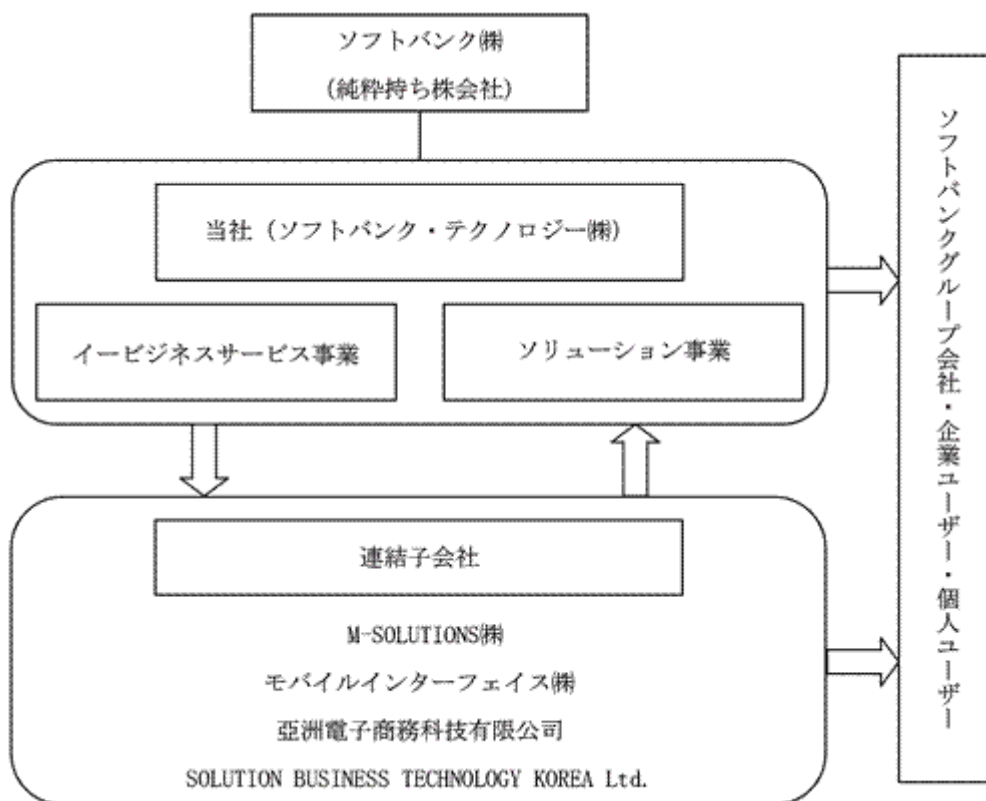 ソフトバンク㈱
(純粋持ち株会社)
当社（ソフトバンク・テクノロジー㈱）
イービジネスサービス事業
ソリューション事業
連結子会社
M-SOLUTIONS㈱
モバイルインターフェイス㈱
亞洲電子商務科技有限公司
SOLUTION BUSINESS TECHNOLOGY KOREA Ltd.
ソフトバンクグループ会社・企業ユーザー・個人ユーザー